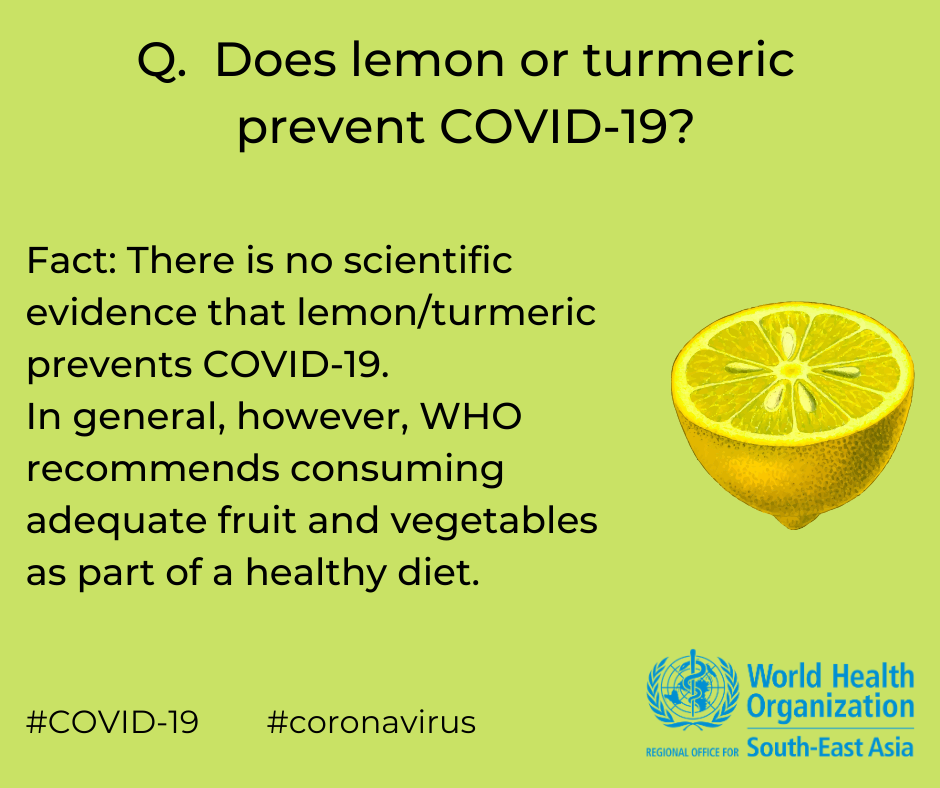 Q. Does lemon or turmeric
prevent COVID-19?
Fact: There is no scientific
evidence that lemon/turmeric
prevents COVID-19.
In general, however, WHO
recommends consuming
adequate fruit and vegetables
as part of a healthy diet.
#COVID-19 #coronavirus
World Health
Organization
REGIONAL OFFICE FOR South-East Asia